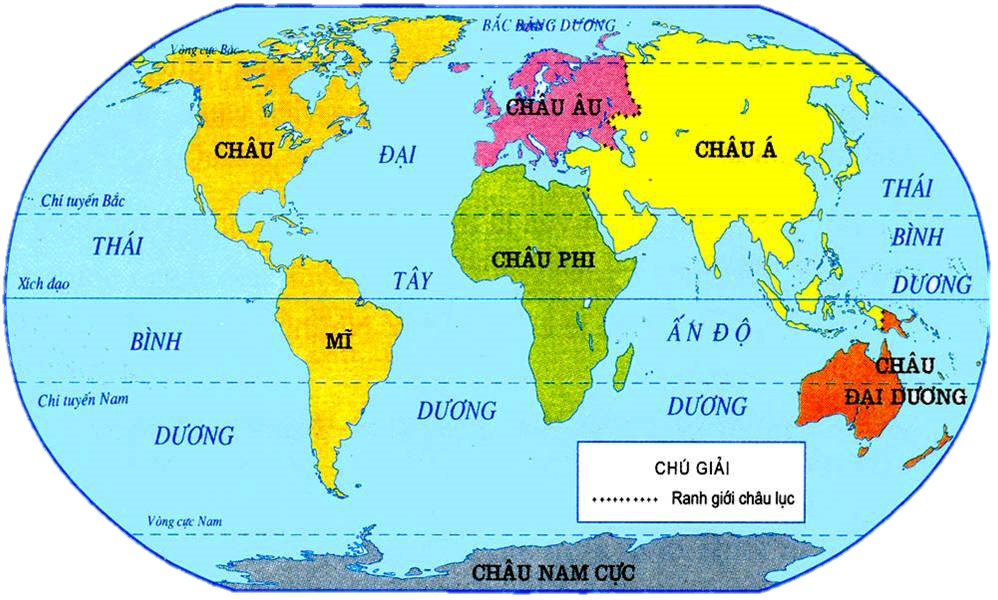 BẮC BĂNG DƯƠNG
Vòng cực Bắc
CHÂU ÂU
CHÂU
ĐẠI
CHÂU Á
THÁI
Chí tuyến Bắc
BÌNH
THÁI
CHÂU PHI
TÂY
DƯƠNG
Xích đạo
ẤN ĐỘ
BÌNH
MĨ
CHÂU
ĐẠI DƯƠNG
Chí tuyến Nam
DƯƠNG
DƯƠNG
DƯƠNG
CHÚ GIẢI
Ranh giới châu lục
Vòng cực Nam
CHÂU NAM CỰC